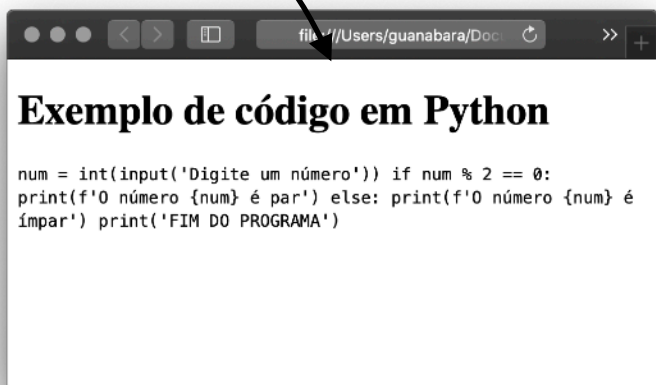 file:///Users/guanabara/Doc
Exemplo de código em Python
num = int(input('Digite um número')) if num % 2 == 0:
print(f'O número {num} é par') else: print(f'O número {num} é
ímpar') print('FIM DO PROGRAMA')